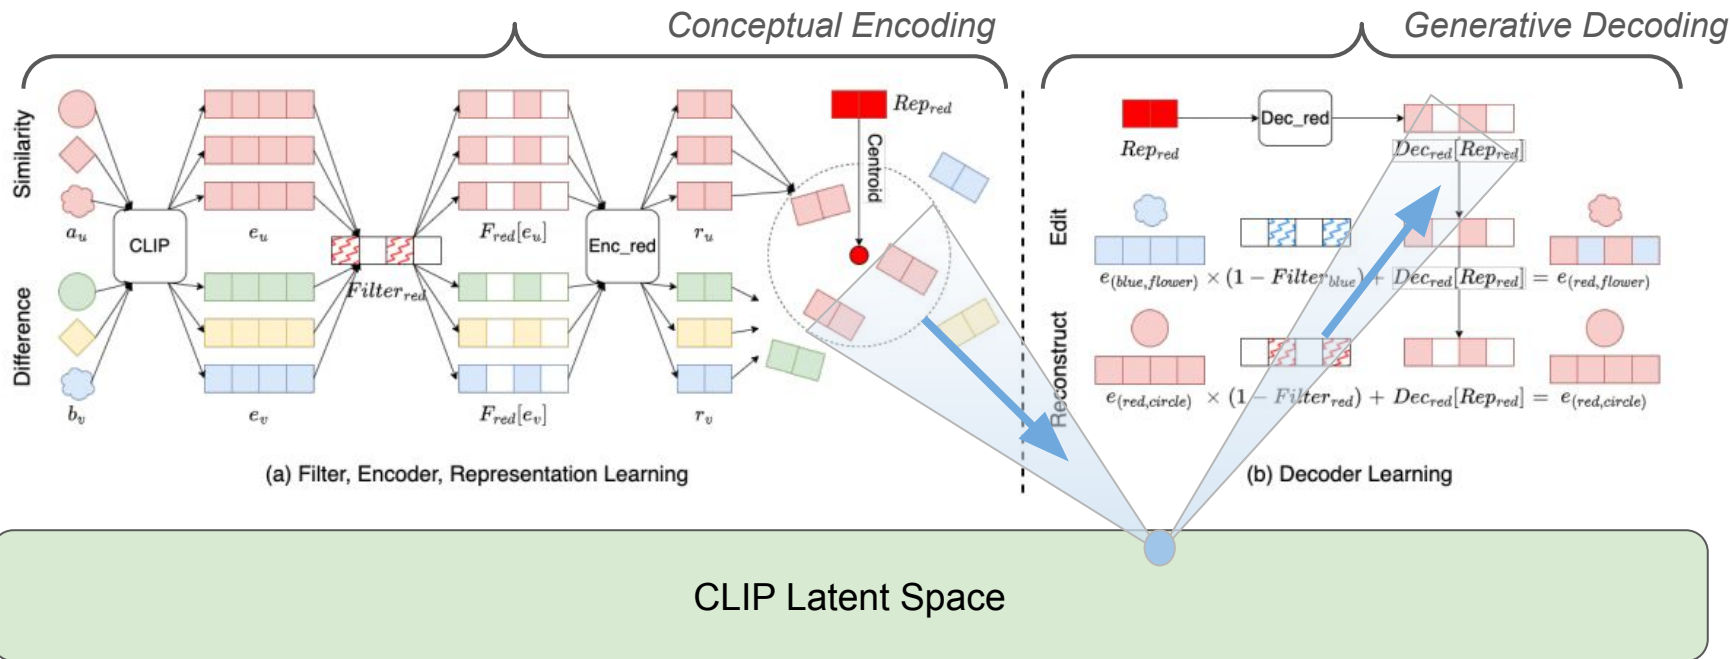 Conceptual Encoding
Generative Decoding
Similarity
Difference
a_u
b_v
CLIP
e_u
e_v
Filter_red
F_red[e_u]
F_red[e_v]
Enc_red
r_u
r_v
Rep_red
Centroid
(a) Filter, Encoder, Representation Learning
Rep_red
Dec_red
Dec_red[Rep_red]
Edit
e_(blue,flower) × (1 − Filter_blue) + Dec_red[Rep_red] = e_(red,flower)
Reconstruct
e_(red,circle) × (1 − Filter_red) + Dec_red[Rep_red] = e_(red,circle)
(b) Decoder Learning
CLIP Latent Space